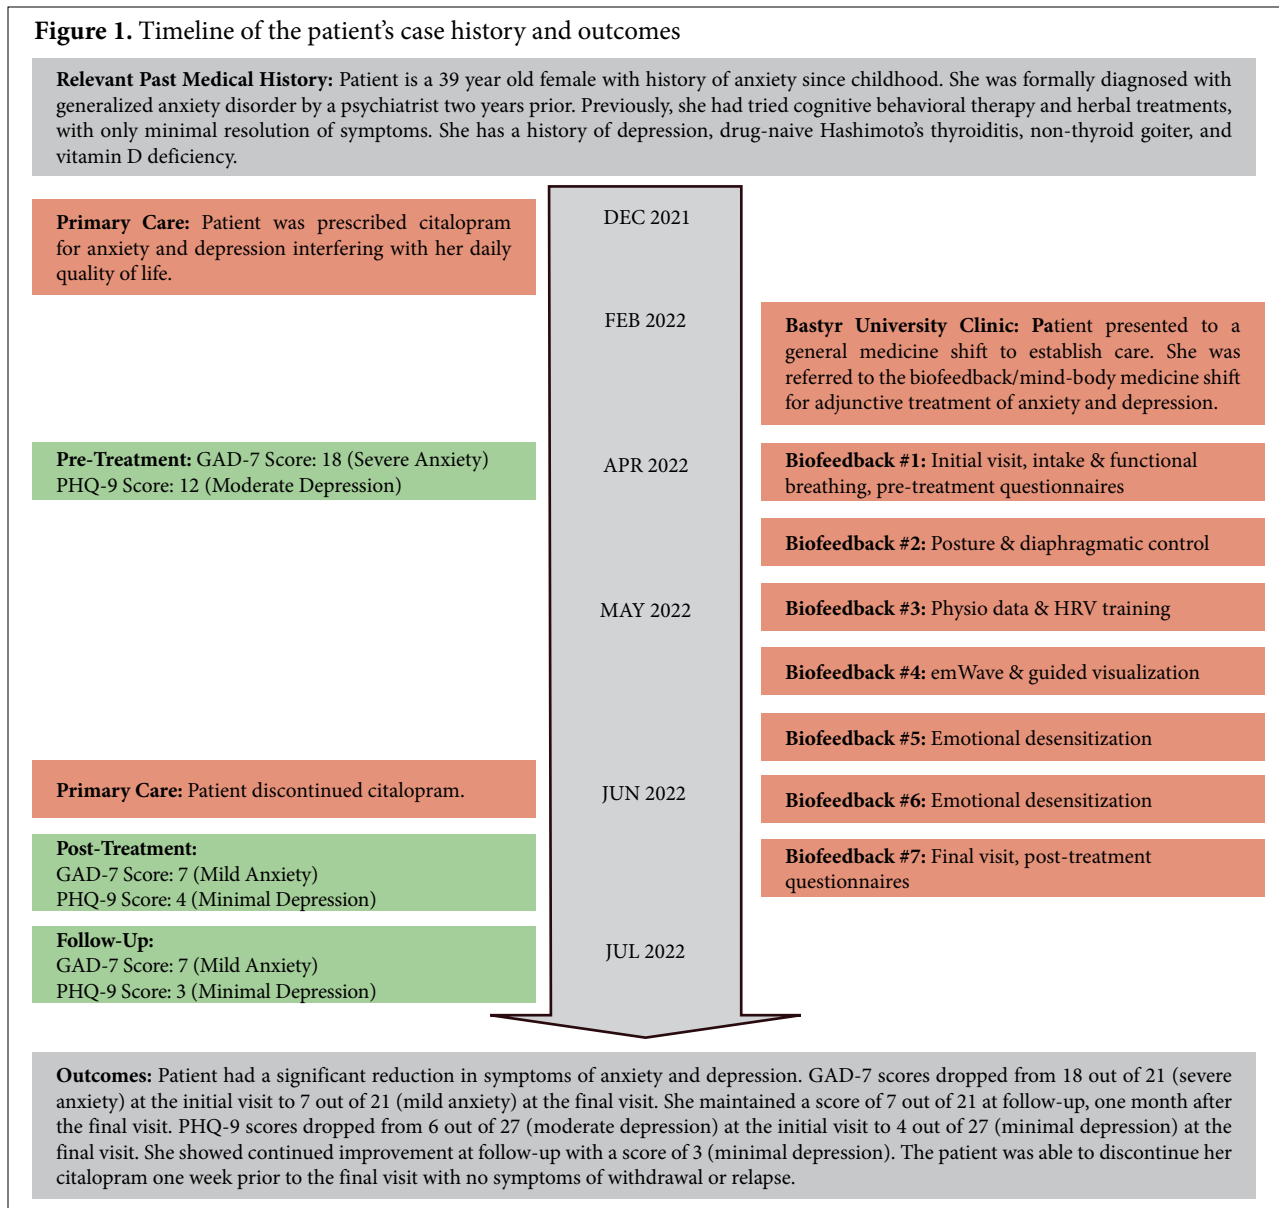 Figure 1. Timeline of the patient's case history and outcomes
Relevant Past Medical History: Patient is a 39 year old female with history of anxiety since childhood. She was formally diagnosed with
generalized anxiety disorder by a psychiatrist two years prior. Previously, she had tried cognitive behavioral therapy and herbal treatments,
with only minimal resolution of symptoms. She has a history of depression, drug-naive Hashimoto's thyroiditis, non-thyroid goiter, and
vitamin D deficiency.
DEC 2021
Primary Care: Patient was prescribed citalopram
for anxiety and depression interfering with her daily
quality of life.
FEB 2022
Bastyr University Clinic: Patient presented to a
general medicine shift to establish care. She was
referred to the biofeedback/mind-body medicine shift
for adjunctive treatment of anxiety and depression.
Pre-Treatment: GAD-7 Score: 18 (Severe Anxiety)
PHQ-9 Score: 12 (Moderate Depression)
APR 2022
Biofeedback #1: Initial visit, intake & functional
breathing, pre-treatment questionnaires
Biofeedback #2: Posture & diaphragmatic control
MAY 2022
Biofeedback #3: Physio data & HRV training
Biofeedback #4: emWave & guided visualization
Biofeedback #5: Emotional desensitization
Primary Care: Patient discontinued citalopram.
JUN 2022
Biofeedback #6: Emotional desensitization
Post-Treatment:
GAD-7 Score: 7 (Mild Anxiety)
PHQ-9 Score: 4 (Minimal Depression)
Biofeedback #7: Final visit, post-treatment
questionnaires
Follow-Up:
GAD-7 Score: 7 (Mild Anxiety)
PHQ-9 Score: 3 (Minimal Depression)
JUL 2022
Outcomes: Patient had a significant reduction in symptoms of anxiety and depression. GAD-7 scores dropped from 18 out of 21 (severe
anxiety) at the initial visit to 7 out of 21 (mild anxiety) at the final visit. She maintained a score of 7 out of 21 at follow-up, one month after
the final visit. PHQ-9 scores dropped from 6 out of 27 (moderate depression) at the initial visit to 4 out of 27 (minimal depression) at the
final visit. She showed continued improvement at follow-up with a score of 3 (minimal depression). The patient was able to discontinue her
citalopram one week prior to the final visit with no symptoms of withdrawal or relapse.